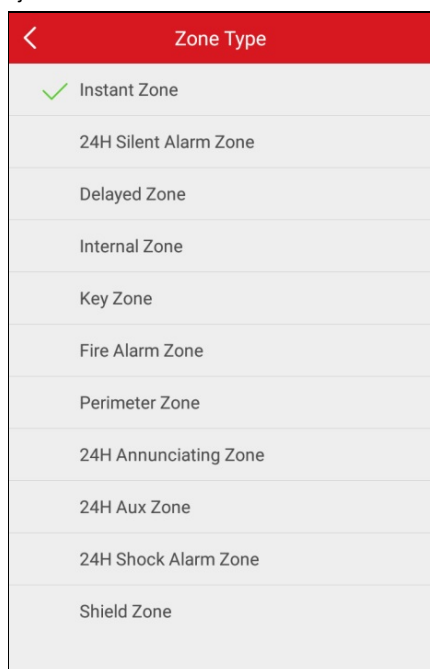 Zone Type
Instant Zone
24H Silent Alarm Zone
Delayed Zone
Internal Zone
Key Zone
Fire Alarm Zone
Perimeter Zone
24H Annunciating Zone
24H Aux Zone
24H Shock Alarm Zone
Shield Zone